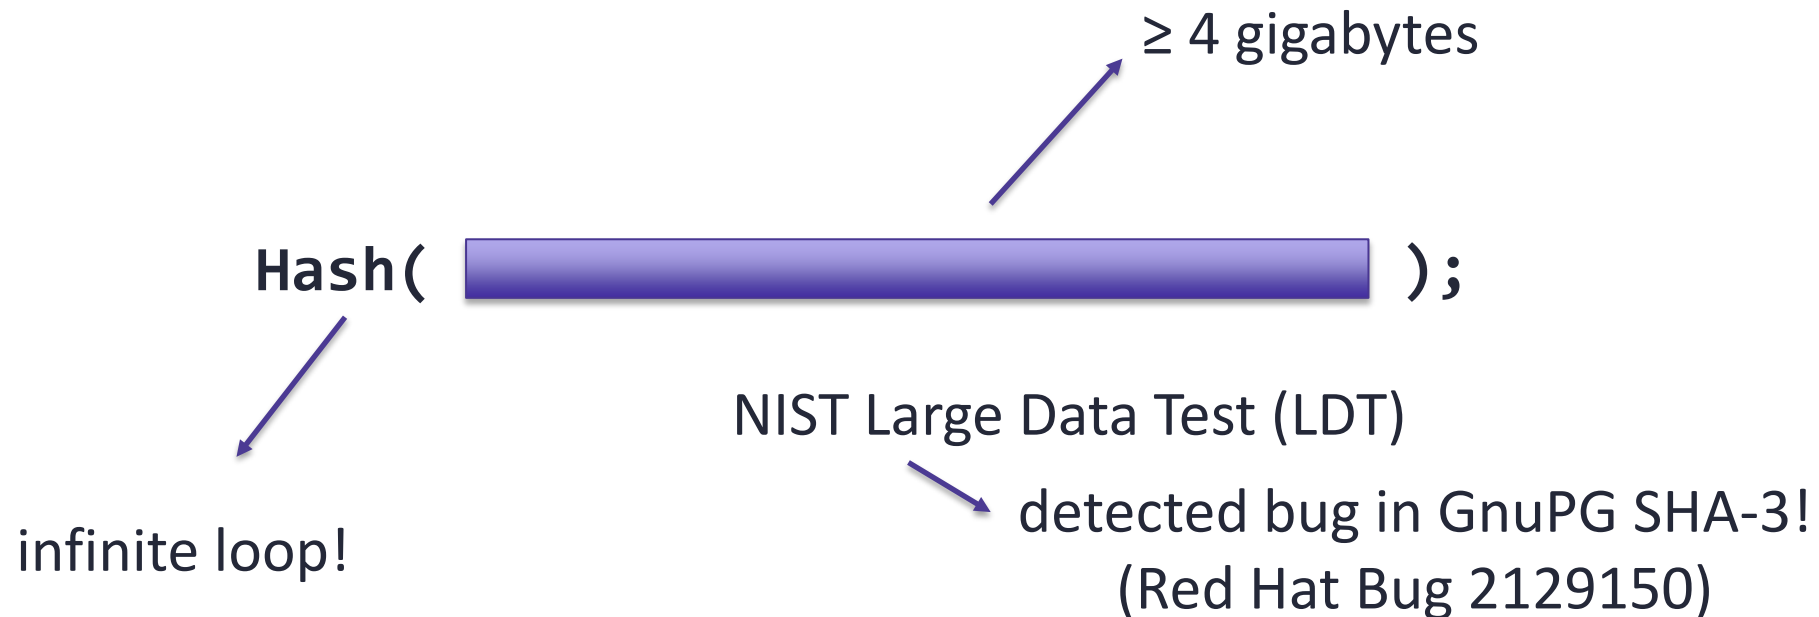 ≥ 4 gigabytes
Hash( );
NIST Large Data Test (LDT)
detected bug in GnuPG SHA-3!
infinite loop!
(Red Hat Bug 2129150)